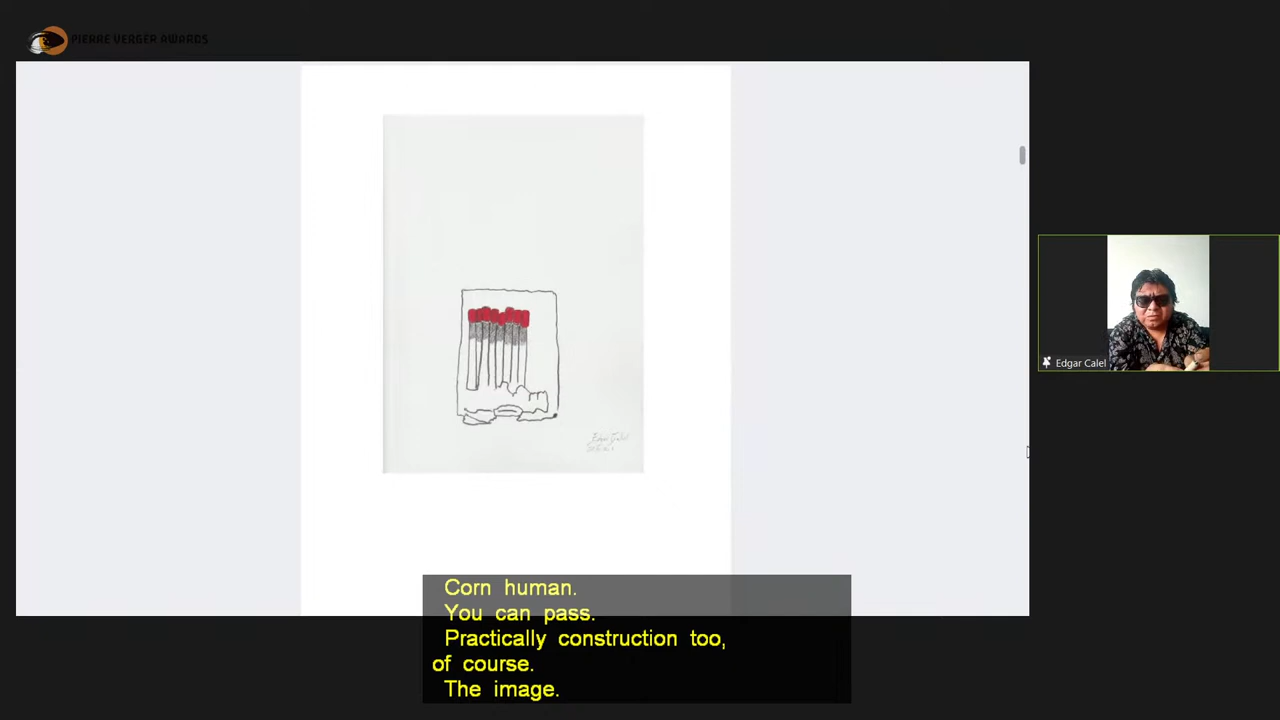 PIERRE VERGER AWARDS
Edgar Calel
Corn human.
You can pass.
Practically construction too,
of course.
The image.